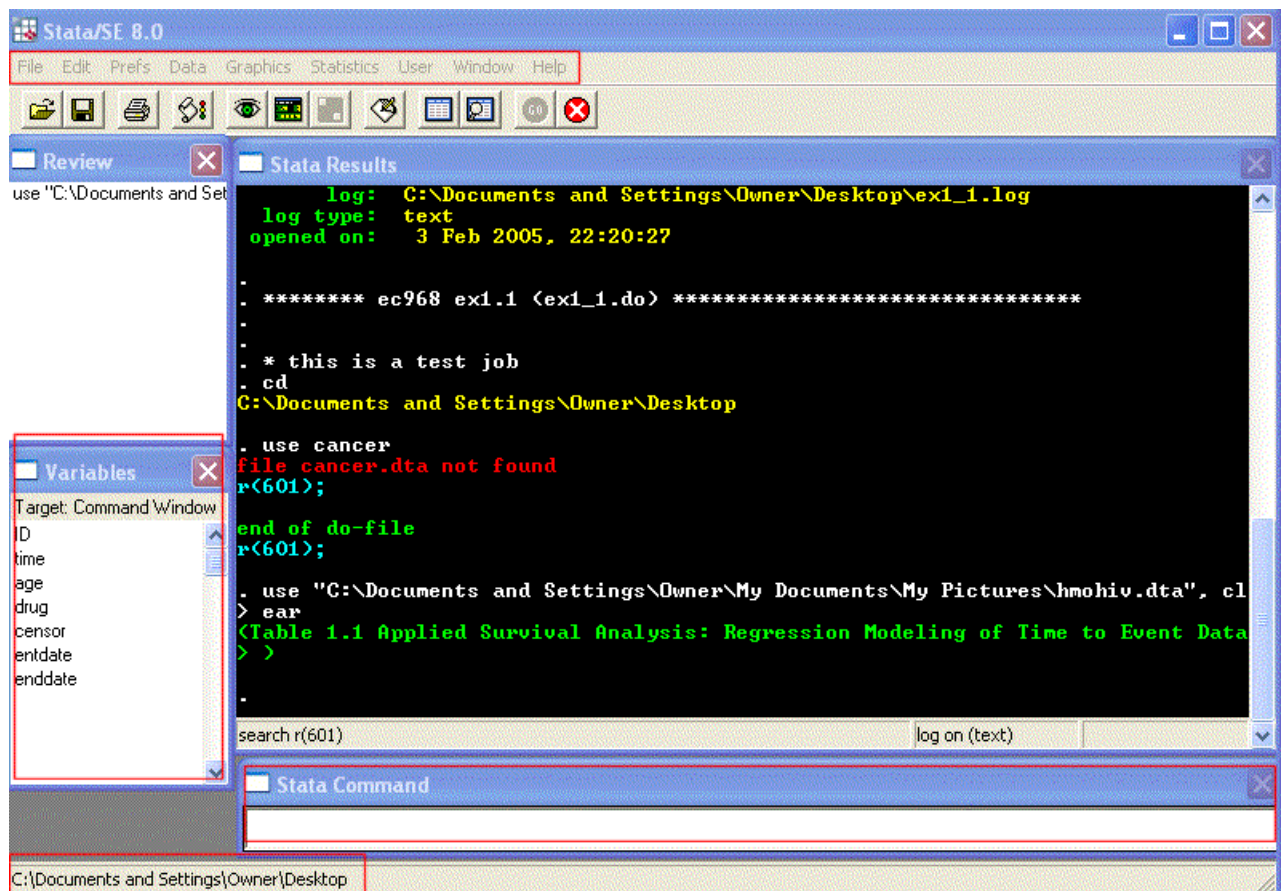 Stata/SE 8.0
File Edit Prefs Data Graphics Statistics User Window Help
GO
Review
use "C:\Documents and Set
Stata Results
log: C:\Documents and Settings\Owner\Desktop\ex1_1.log
log type: text
opened on: 3 Feb 2005, 22:20:27
.
. ******** ec968 ex1.1 (ex1_1.do) ********************************
.
.
. * this is a test job
. cd
C:\Documents and Settings\Owner\Desktop
. use cancer
file cancer.dta not found
r(601);
end of do-file
r(601);
. use "C:\Documents and Settings\Owner\My Documents\My Pictures\hmohiv.dta", cl
> ear
(Table 1.1 Applied Survival Analysis: Regression Modeling of Time to Event Data
> )
.
search r(601) log on (text)
Variables
Target: Command Window
ID
time
age
drug
censor
entdate
enddate
Stata Command
C:\Documents and Settings\Owner\Desktop